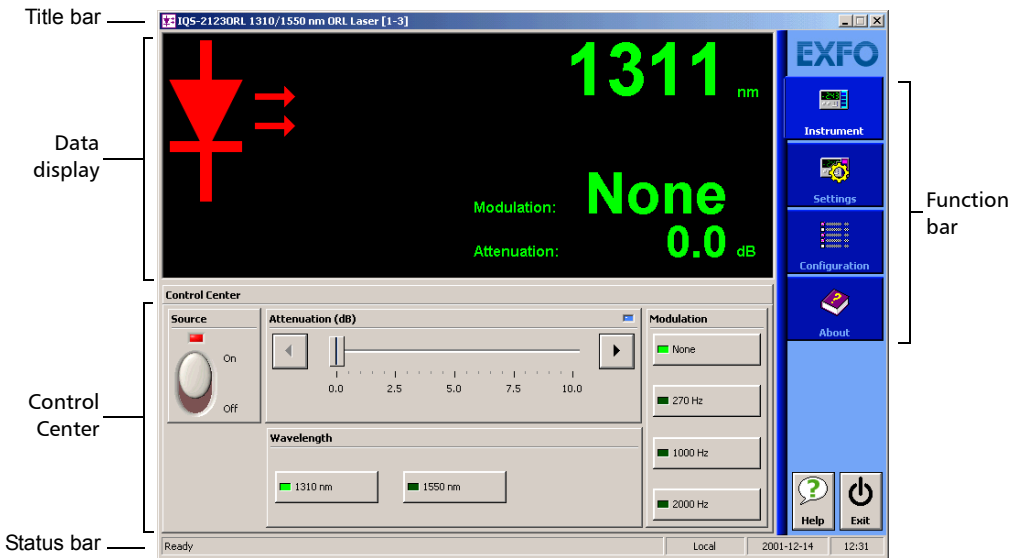 Title bar
IQS-2123ORL 1310/1550 nm ORL Laser [1-3]
Data
display
1311 nm
Modulation: None
Attenuation: 0.0 dB
EXFO
Instrument
Settings
Configuration
About
Function
bar
Control
Center
Control Center
Source
On
Off
Attenuation (dB)
0.0 2.5 5.0 7.5 10.0
Wavelength
1310 nm 1550 nm
Modulation
None
270 Hz
1000 Hz
2000 Hz
Help Exit
Status bar
Ready Local 2001-12-14 12:31